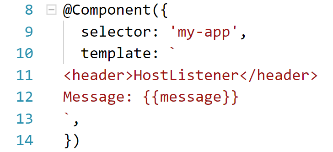 8 @Component({
9   selector: 'my-app',
10   template: `
11 <header>HostListener</header>
12 Message: {{message}}
13 `,
14 })